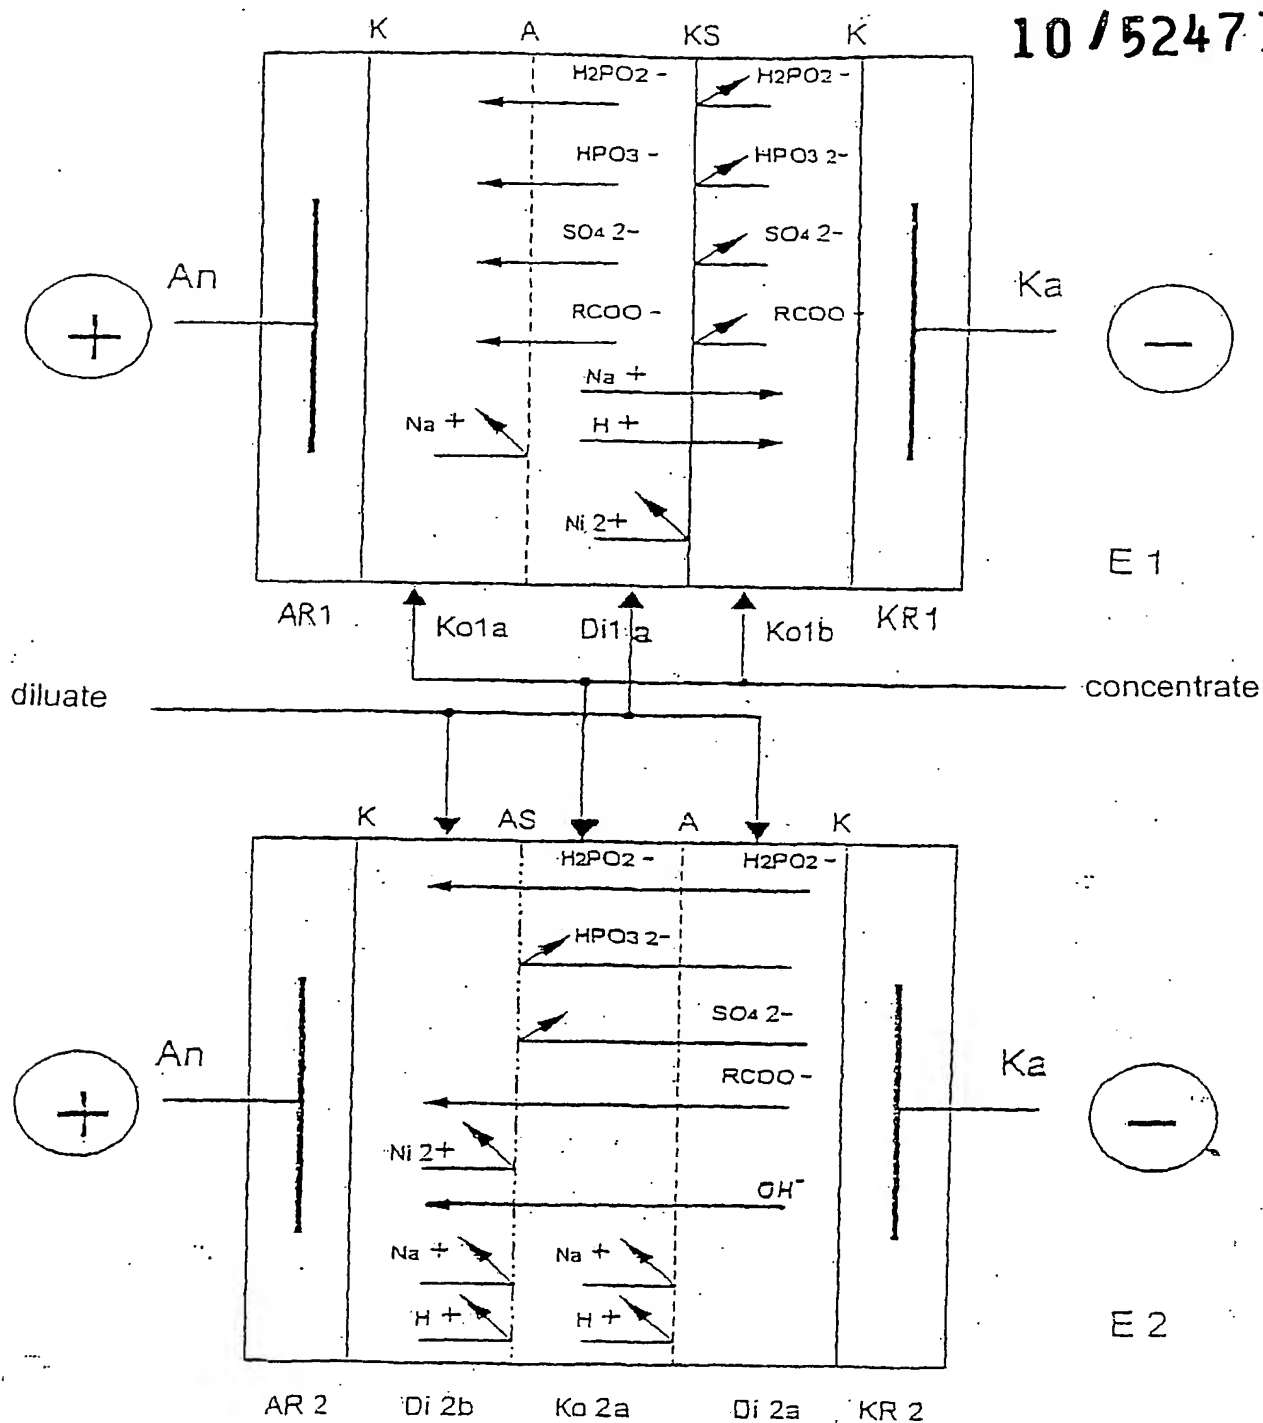 10/5247
K A KS K
H2PO2 - H2PO2 -
HPO3 - HPO3 2-
SO4 2- SO4 2-
An
Ka
RCOO - RCOO -
+
−
Na +
Na + H +
Ni 2+
E 1
AR1 Ko1a Di1a Ko1b KR1
diluate concentrate
K AS A K
H2PO2 - H2PO2 -
HPO3 2-
SO4 2-
An
Ka
RCOO -
+
−
Ni 2+
OH-
Na + Na +
H + H +
E 2
AR 2 Di 2b Ko 2a Di 2a KR 2